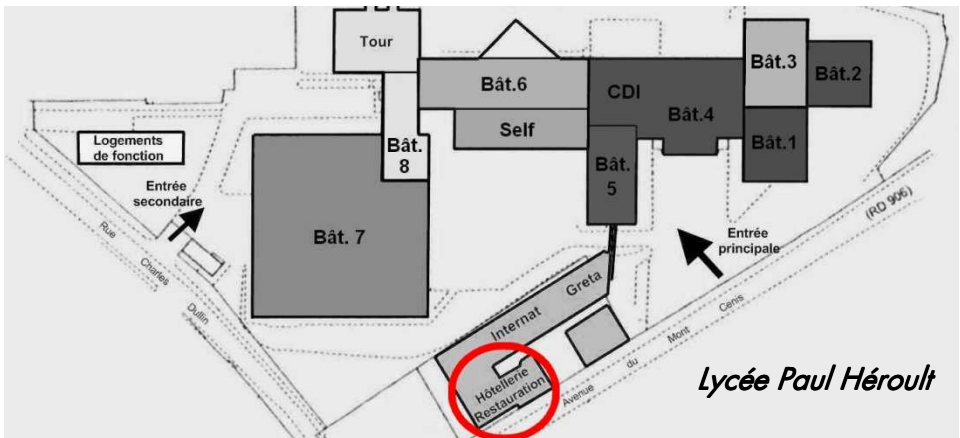 Tour
Bât.6
Self
CDI
Bât.4
Bât.3
Bât.2
Bât.1
Bât.
8
Bât.
5
Logements
de fonction
Entrée
secondaire
Bât. 7
Entrée
principale
(RD 906)
Rue Charles Dullin
Internat Greta
Hôtellerie
Restauration
Avenue du Mont Cenis
Lycée Paul Héroult